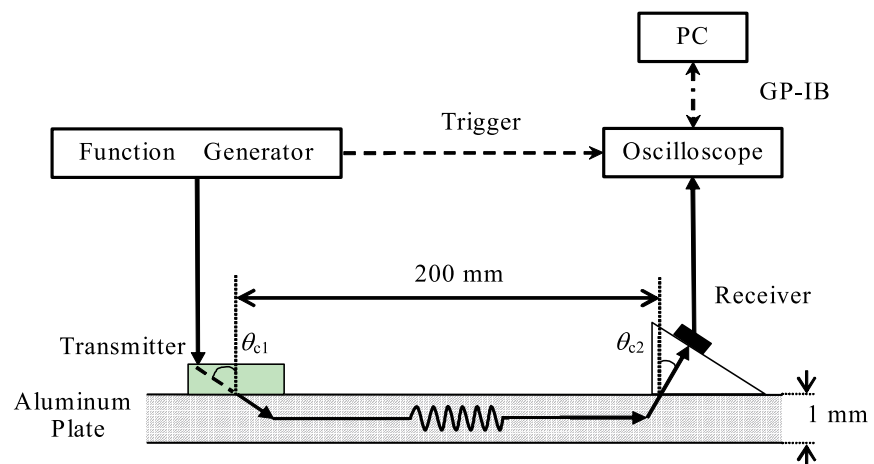 PC
GP-IB
Trigger
Function Generator
Oscilloscope
200 mm
Receiver
Transmitter
θc1
θc2
Aluminum
Plate
1 mm